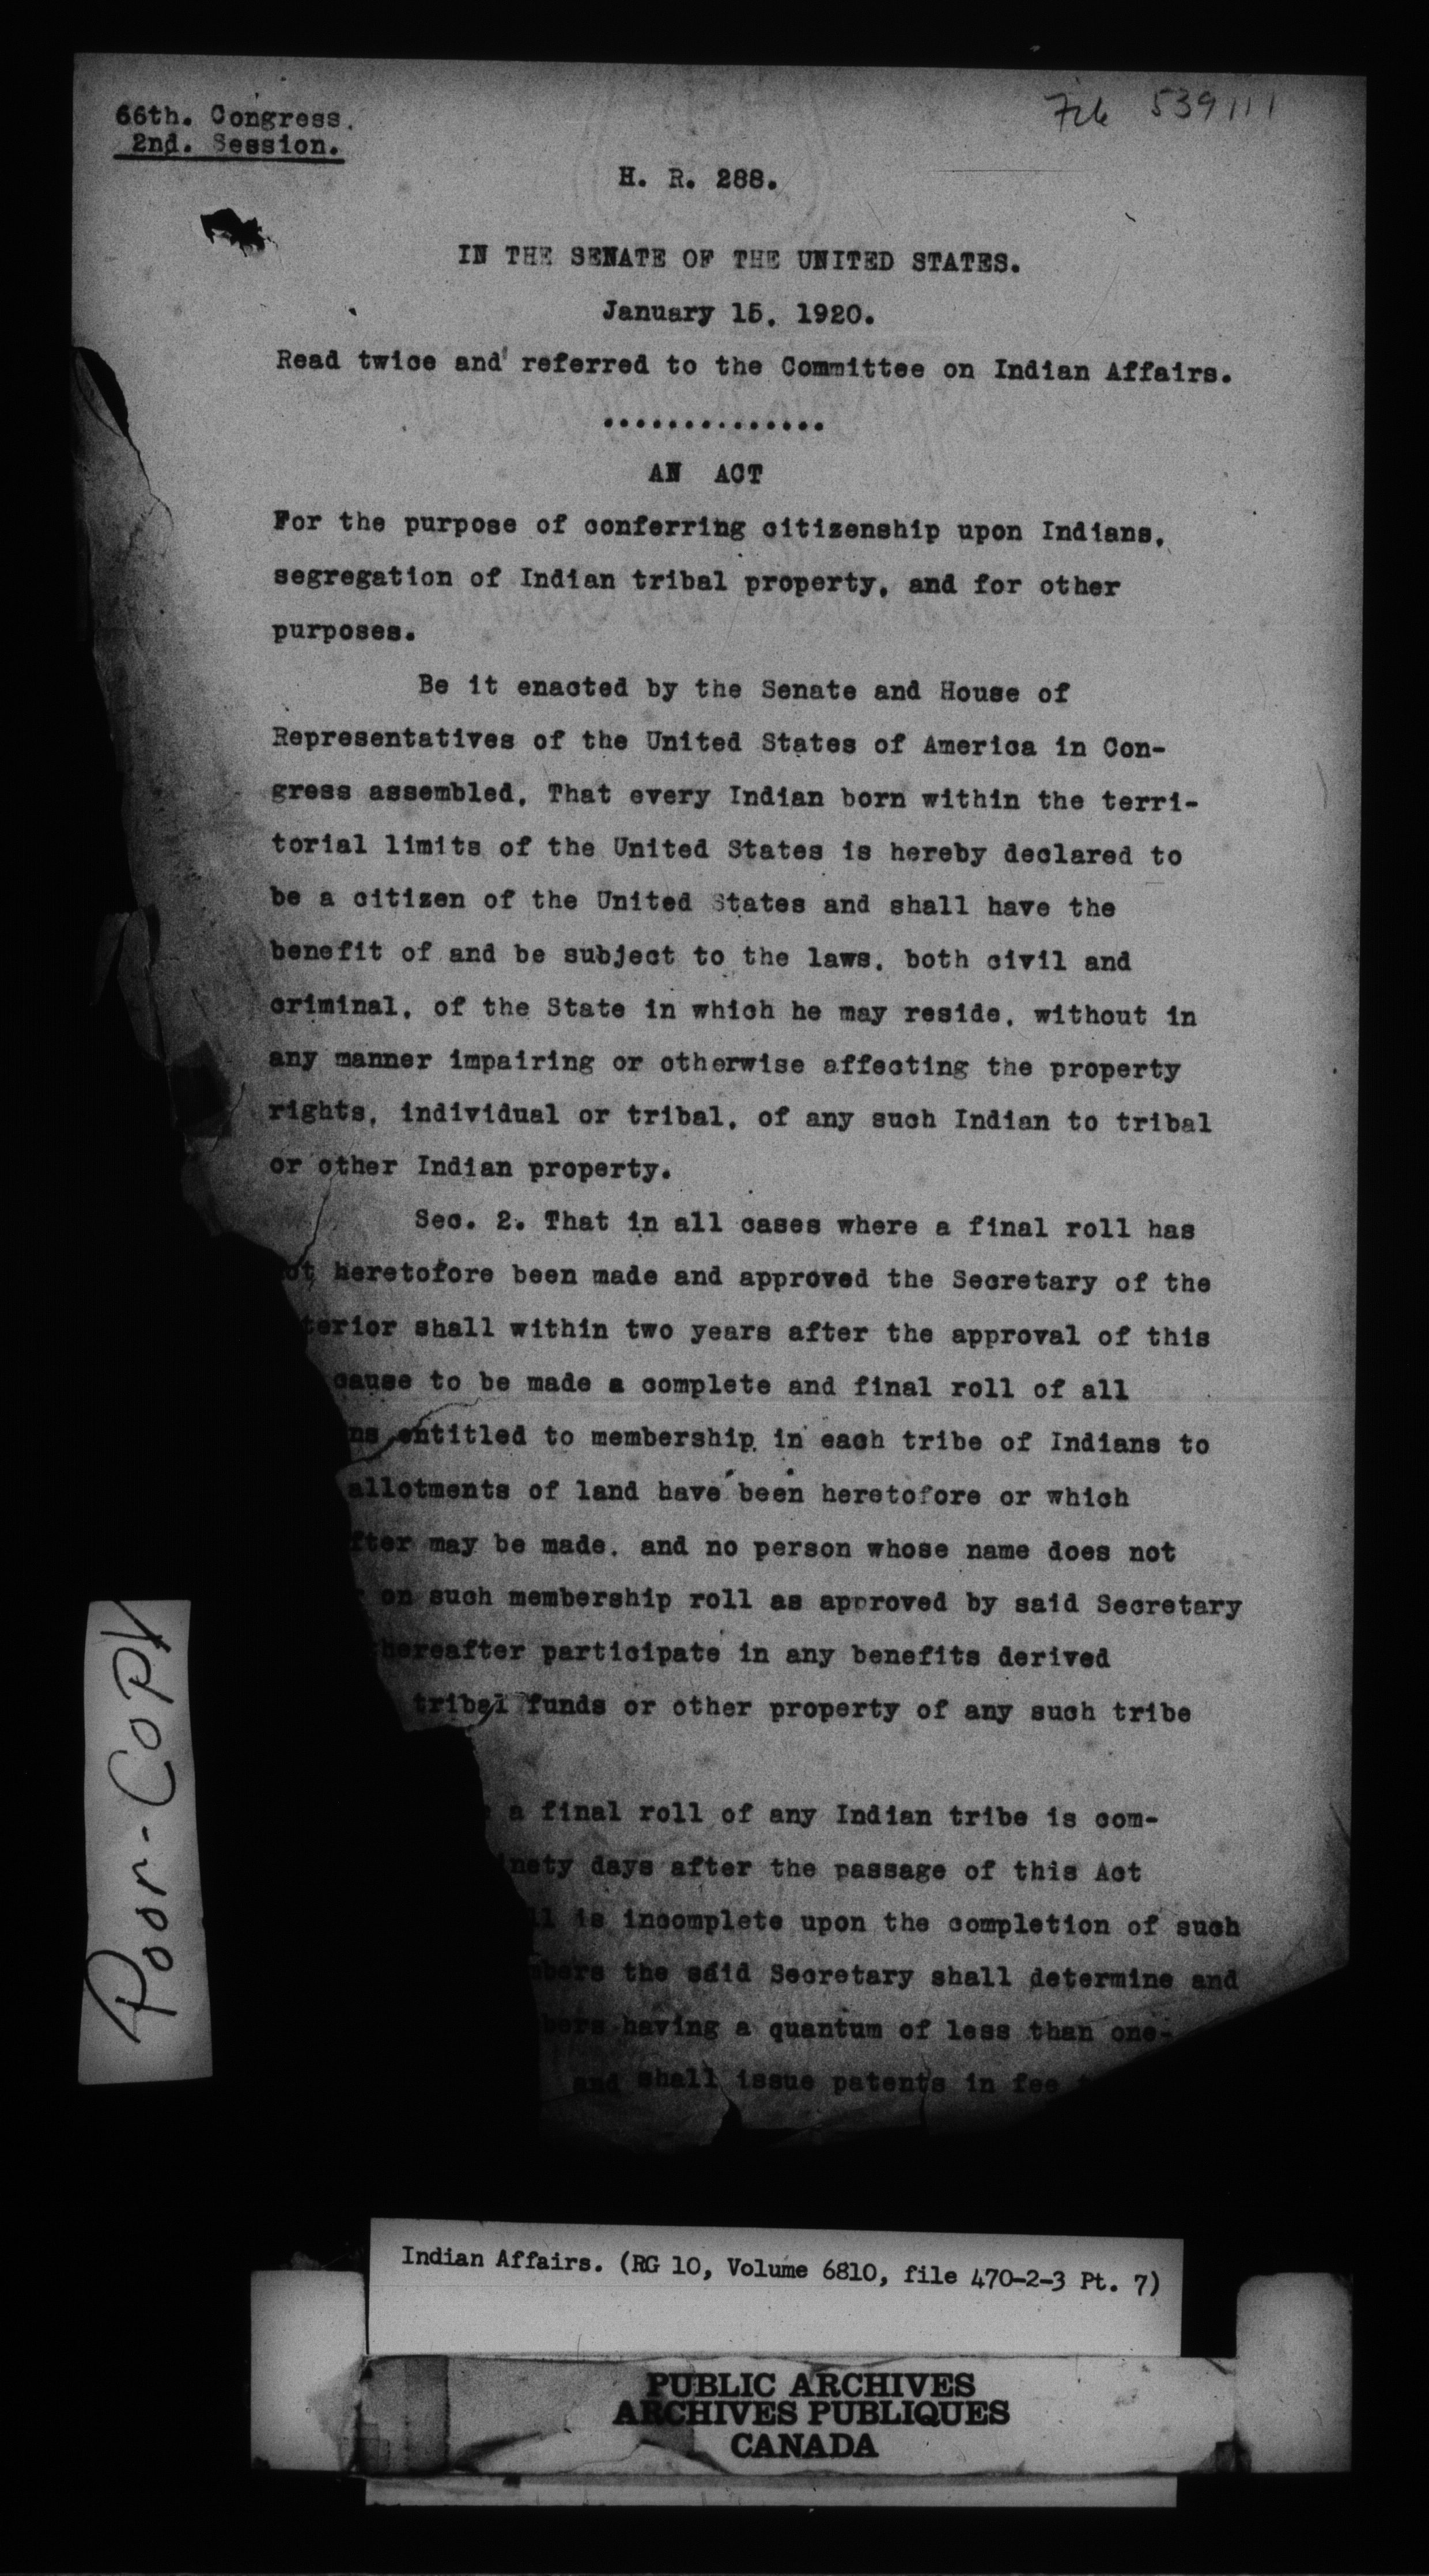 66th. Congress.
2nd. Session.
File 539111
H. R. 288.
IN THE SENATE OF THE UNITED STATES.
January 15, 1920.
Read twice and referred to the Committee on Indian Affairs.
..............
AN ACT
For the purpose of conferring citizenship upon Indians,
segregation of Indian tribal property, and for other
purposes.
Be it enacted by the Senate and House of
Representatives of the United States of America in Con-
gress assembled, That every Indian born within the terri-
torial limits of the United States is hereby declared to
be a citizen of the United States and shall have the
benefit of and be subject to the laws, both civil and
criminal, of the State in which he may reside, without in
any manner impairing or otherwise affecting the property
rights, individual or tribal, of any such Indian to tribal
or other Indian property.
Sec. 2. That in all cases where a final roll has
ot heretofore been made and approved the Secretary of the
terior shall within two years after the approval of this
cause to be made a complete and final roll of all
ns entitled to membership in each tribe of Indians to
allotments of land have been heretofore or which
fter may be made, and no person whose name does not
on such membership roll as approved by said Secretary
hereafter participate in any benefits derived
tribal funds or other property of any such tribe
a final roll of any Indian tribe is com-
nety days after the passage of this Act
ll is incomplete upon the completion of such
mbers the said Secretary shall determine and
bers having a quantum of less than one-
and shall issue patents in fee
Poor-Copy
Indian Affairs. (RG 10, Volume 6810, file 470-2-3 Pt. 7)
PUBLIC ARCHIVES
ARCHIVES PUBLIQUES
CANADA